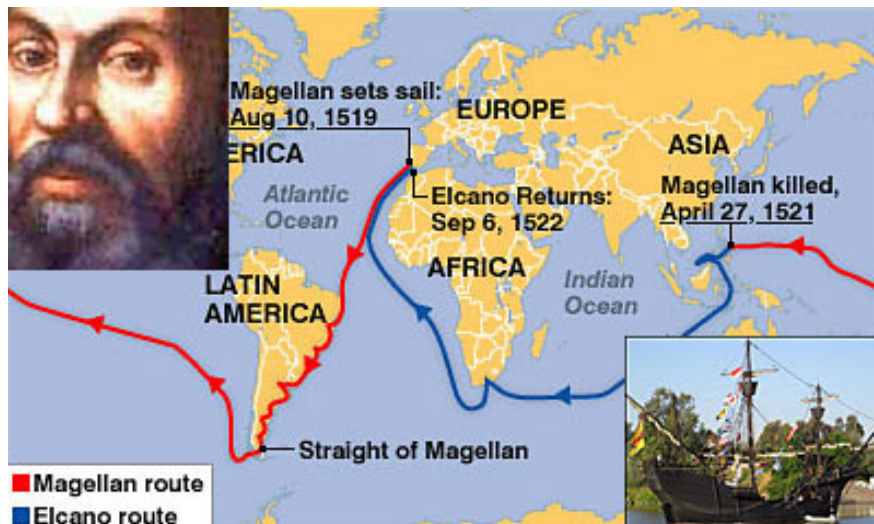 Magellan sets sail:
Aug 10, 1519
ERICA
EUROPE
ASIA
Atlantic
Ocean
Elcano Returns:
Sep 6, 1522
Magellan killed,
April 27, 1521
AFRICA
LATIN
AMERICA
Indian
Ocean
Straight of Magellan
Magellan route
Elcano route